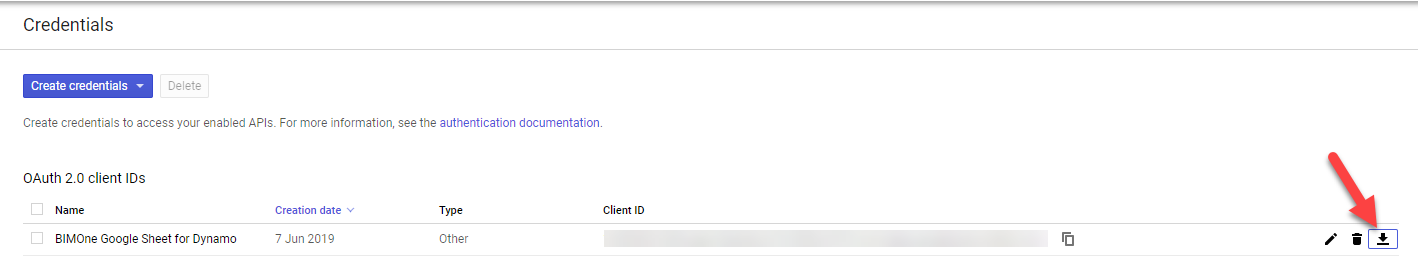 Credentials
Create credentials Delete
Create credentials to access your enabled APIs. For more information, see the authentication documentation.
OAuth 2.0 client IDs
Name Creation date Type Client ID
BIMOne Google Sheet for Dynamo 7 Jun 2019 Other